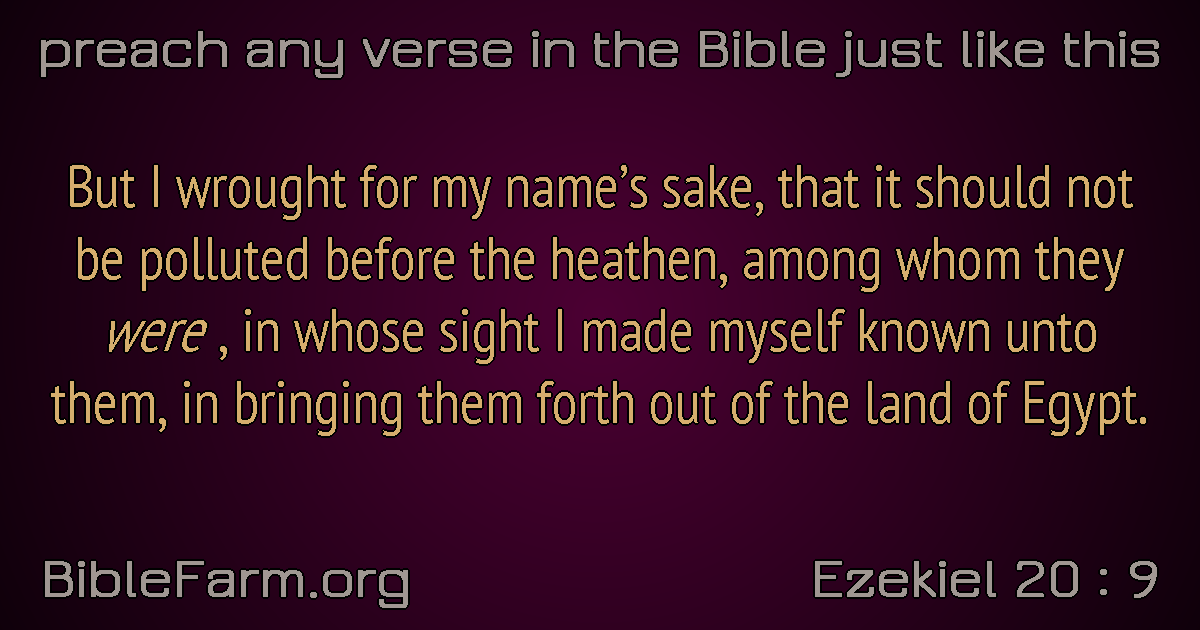 preach any verse in the Bible just like this
But I wrought for my name’s sake, that it should not
be polluted before the heathen, among whom they
were , in whose sight I made myself known unto
them, in bringing them forth out of the land of Egypt.
BibleFarm.org
Ezekiel 20 : 9